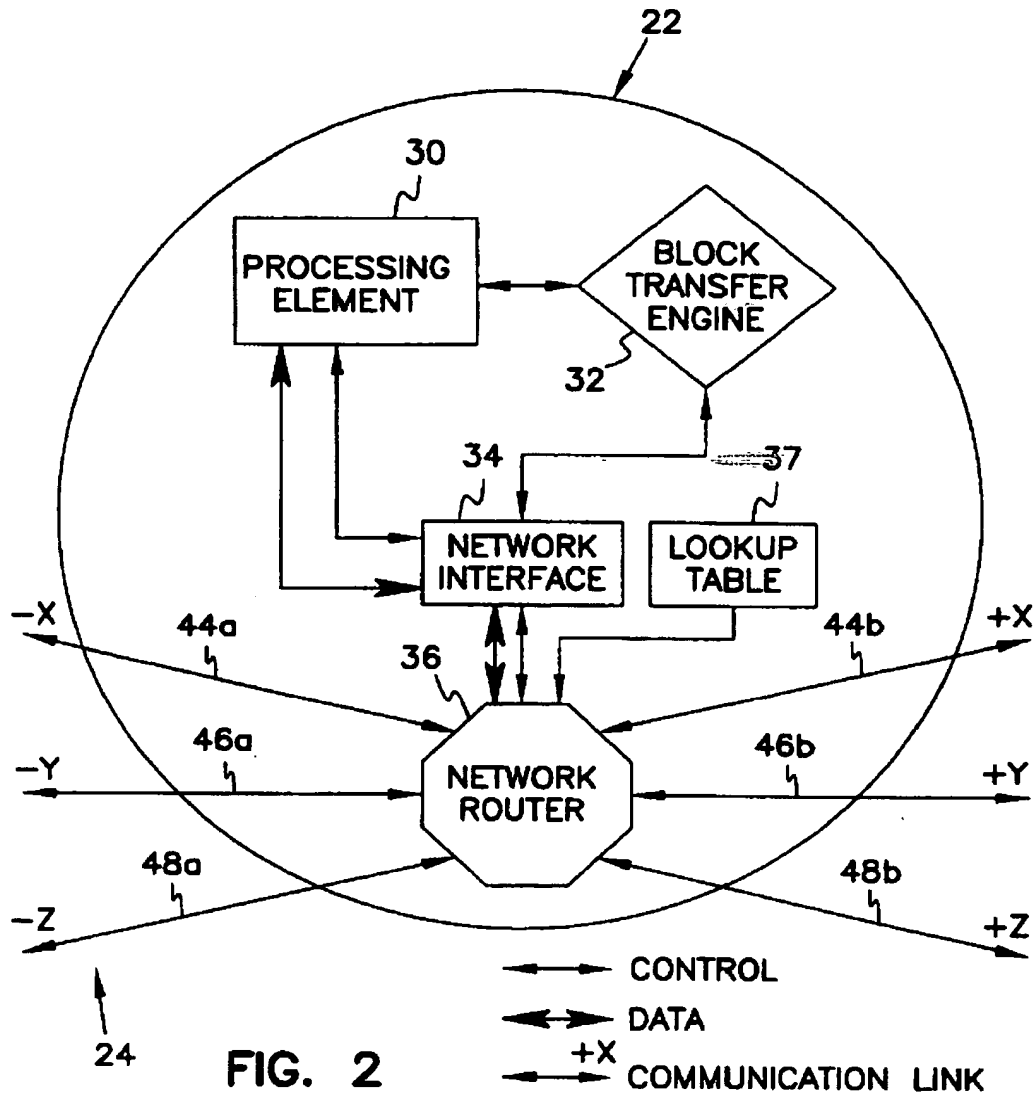 22
30
PROCESSING
ELEMENT
BLOCK
TRANSFER
ENGINE
32
34
37
NETWORK
INTERFACE
LOOKUP
TABLE
-X
44a
44b
+X
36
-Y
46a
NETWORK
ROUTER
46b
+Y
-Z
48a
48b
+Z
24
CONTROL
DATA
+X
COMMUNICATION LINK
FIG. 2